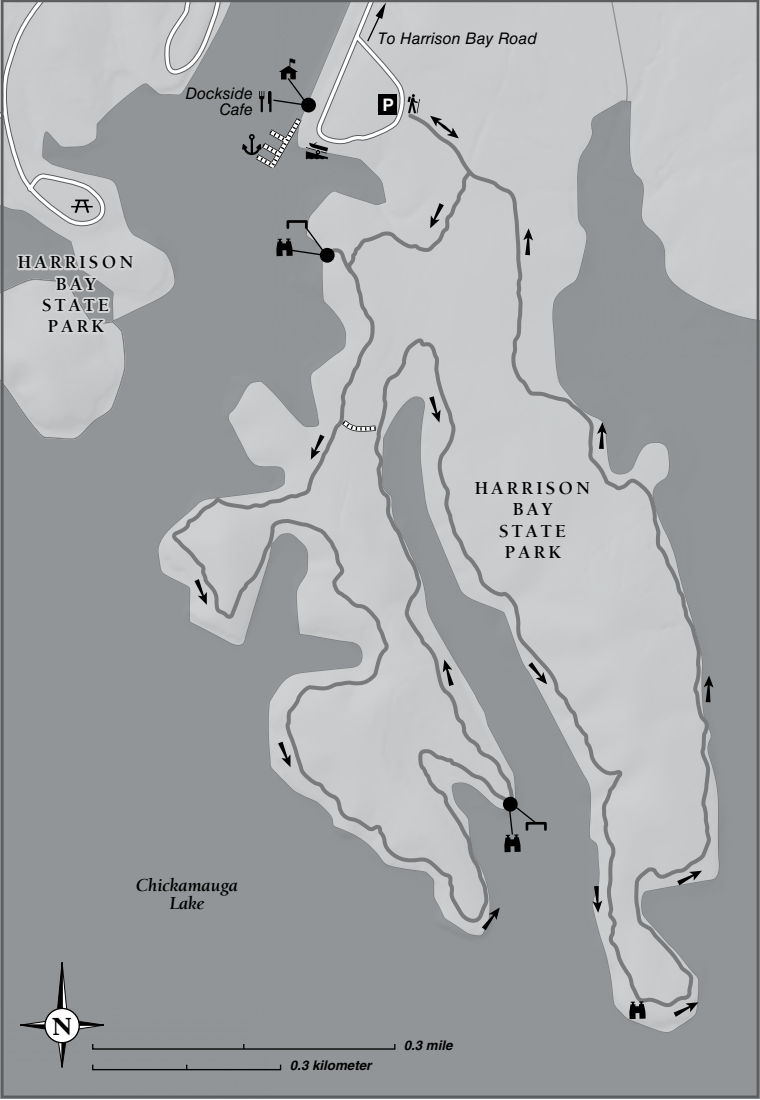 To Harrison Bay Road
Dockside
Cafe
P
HARRISON
BAY
STATE
PARK
HARRISON
BAY
STATE
PARK
Chickamauga
Lake
N
0.3 mile
0.3 kilometer